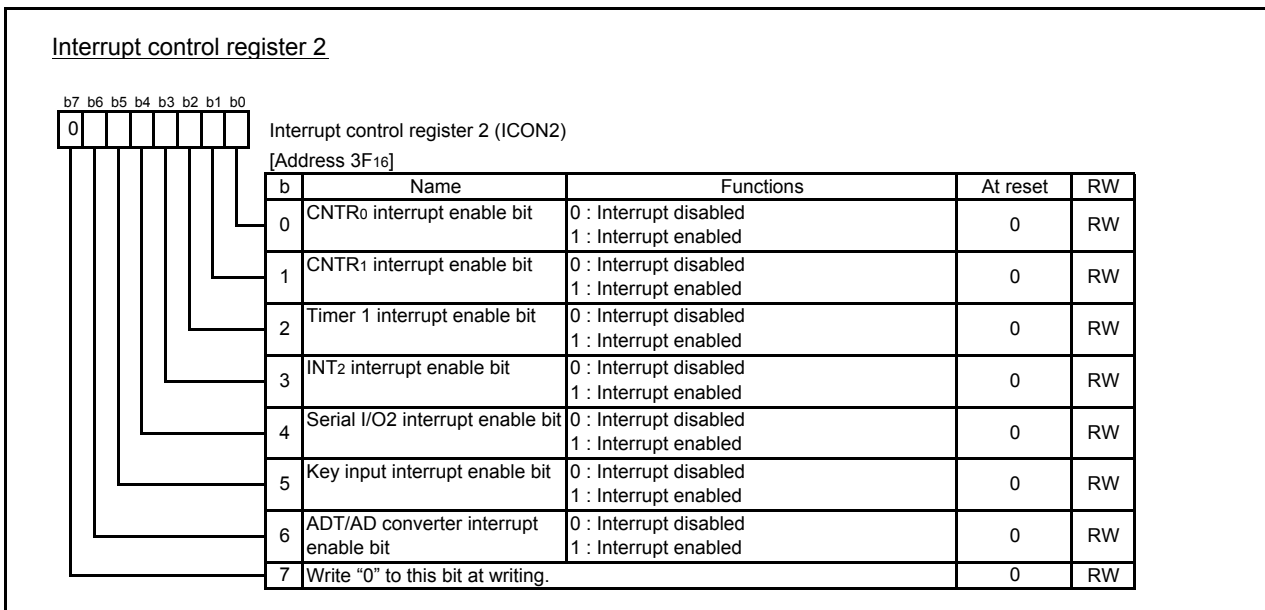 Interrupt control register 2
b7 b6 b5 b4 b3 b2 b1 b0
0
Interrupt control register 2 (ICON2)
[Address 3F16]
b Name Functions At reset RW
0 CNTR0 interrupt enable bit 0 : Interrupt disabled 0 RW
1 : Interrupt enabled
1 CNTR1 interrupt enable bit 0 : Interrupt disabled 0 RW
1 : Interrupt enabled
2 Timer 1 interrupt enable bit 0 : Interrupt disabled 0 RW
1 : Interrupt enabled
3 INT2 interrupt enable bit 0 : Interrupt disabled 0 RW
1 : Interrupt enabled
4 Serial I/O2 interrupt enable bit 0 : Interrupt disabled 0 RW
1 : Interrupt enabled
5 Key input interrupt enable bit 0 : Interrupt disabled 0 RW
1 : Interrupt enabled
6 ADT/AD converter interrupt 0 : Interrupt disabled 0 RW
enable bit 1 : Interrupt enabled
7 Write “0” to this bit at writing. 0 RW